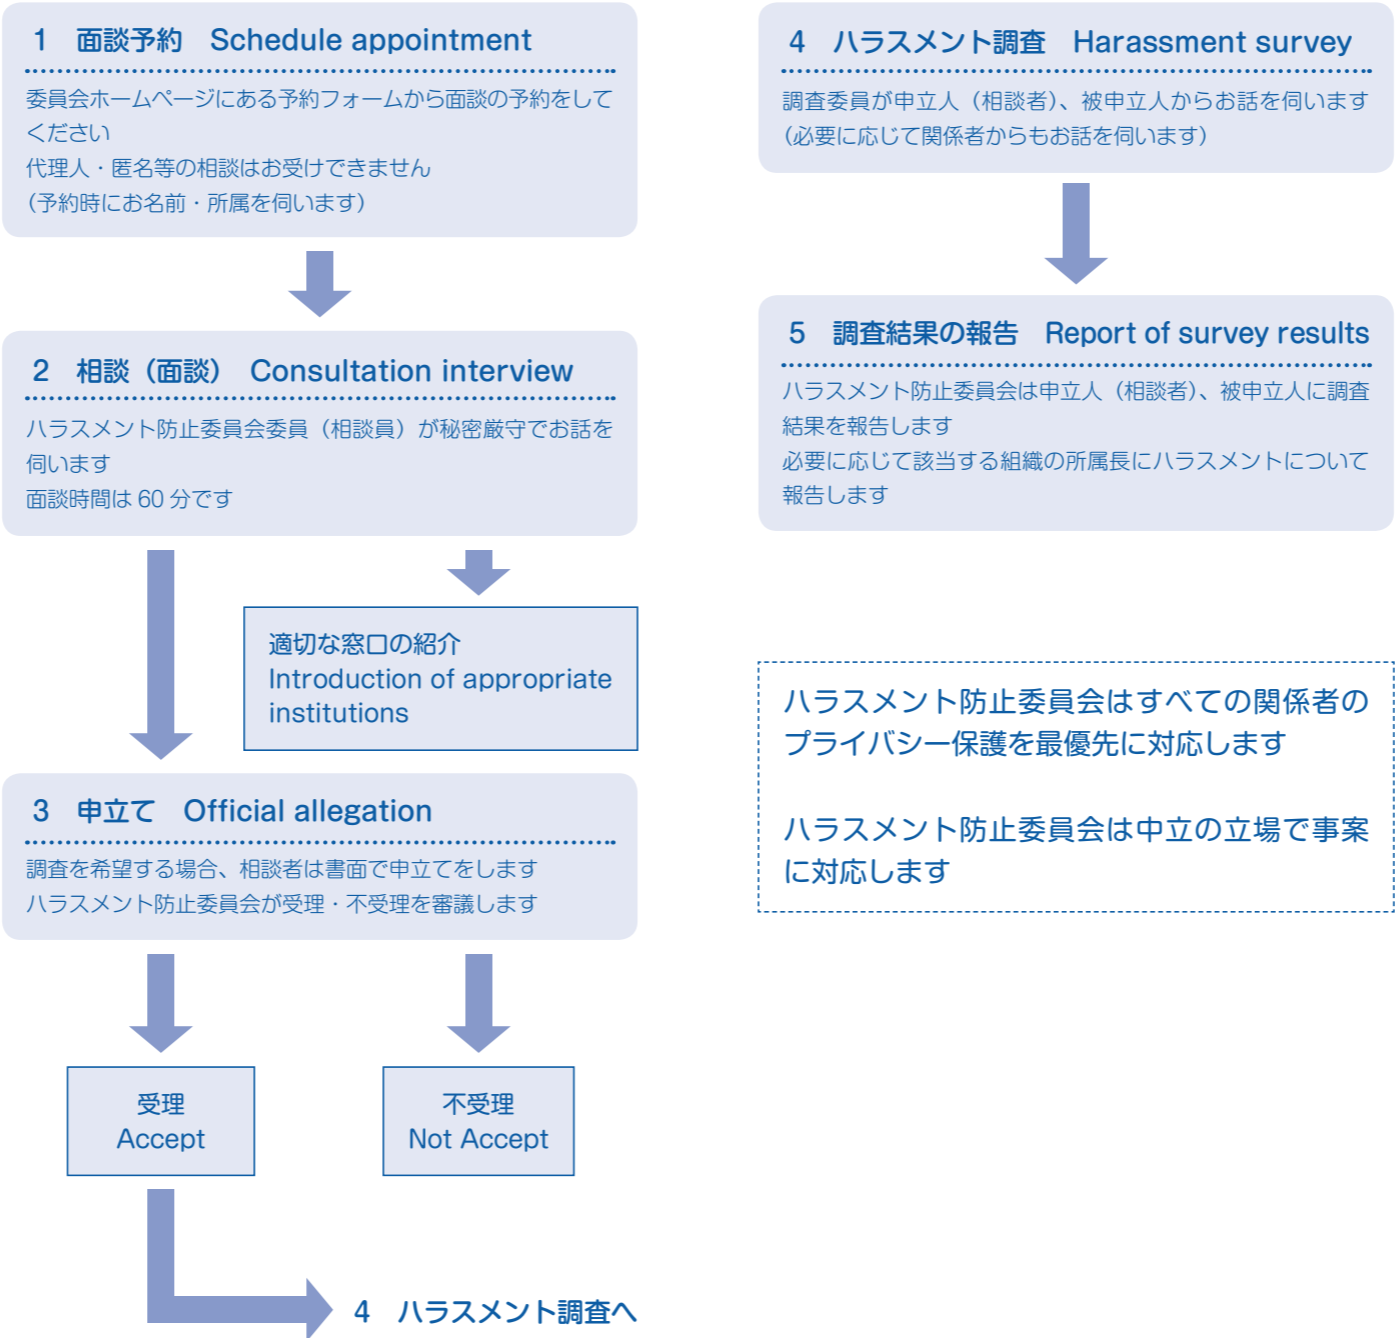 1 面談予約 Schedule appointment
委員会ホームページにある予約フォームから面談の予約をして
ください
代理人・匿名等の相談はお受けできません
（予約時にお名前・所属を伺います）
2 相談（面談） Consultation interview
ハラスメント防止委員会委員（相談員）が秘密厳守でお話を
伺います
面談時間は 60 分です
適切な窓口の紹介
Introduction of appropriate
institutions
3 申立て Official allegation
調査を希望する場合、相談者は書面で申立てをします
ハラスメント防止委員会が受理・不受理を審議します
受理
Accept
不受理
Not Accept
4 ハラスメント調査へ
4 ハラスメント調査 Harassment survey
調査委員が申立人（相談者）、被申立人からお話を伺います
（必要に応じて関係者からもお話を伺います）
5 調査結果の報告 Report of survey results
ハラスメント防止委員会は申立人（相談者）、被申立人に調査
結果を報告します
必要に応じて該当する組織の所属長にハラスメントについて
報告します
ハラスメント防止委員会はすべての関係者の
プライバシー保護を最優先に対応します
ハラスメント防止委員会は中立の立場で事案
に対応します